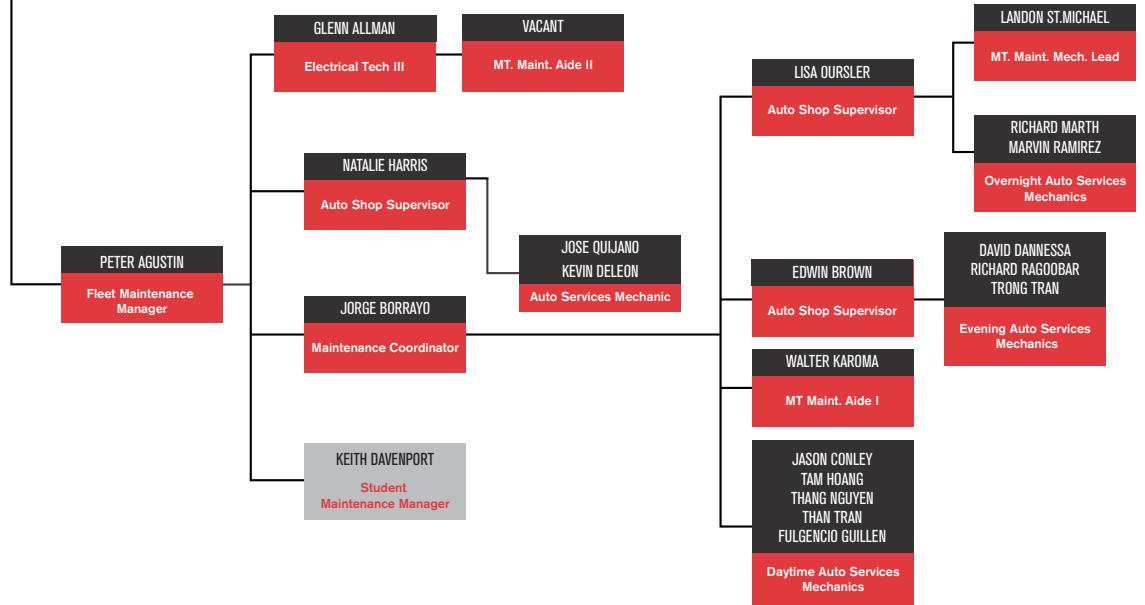 PETER AGUSTIN
Fleet Maintenance
Manager
GLENN ALLMAN
Electrical Tech III
VACANT
MT. Maint. Aide II
NATALIE HARRIS
Auto Shop Supervisor
JOSE QUIJANO
KEVIN DELEON
Auto Services Mechanic
JORGE BORRAYO
Maintenance Coordinator
KEITH DAVENPORT
Student
Maintenance Manager
LISA OURSLER
Auto Shop Supervisor
LANDON ST.MICHAEL
MT. Maint. Mech. Lead
RICHARD MARTH
MARVIN RAMIREZ
Overnight Auto Services
Mechanics
EDWIN BROWN
Auto Shop Supervisor
DAVID DANNESSA
RICHARD RAGOOBAR
TRONG TRAN
Evening Auto Services
Mechanics
WALTER KAROMA
MT Maint. Aide I
JASON CONLEY
TAM HOANG
THANG NGUYEN
THAN TRAN
FULGENCIO GUILLEN
Daytime Auto Services
Mechanics